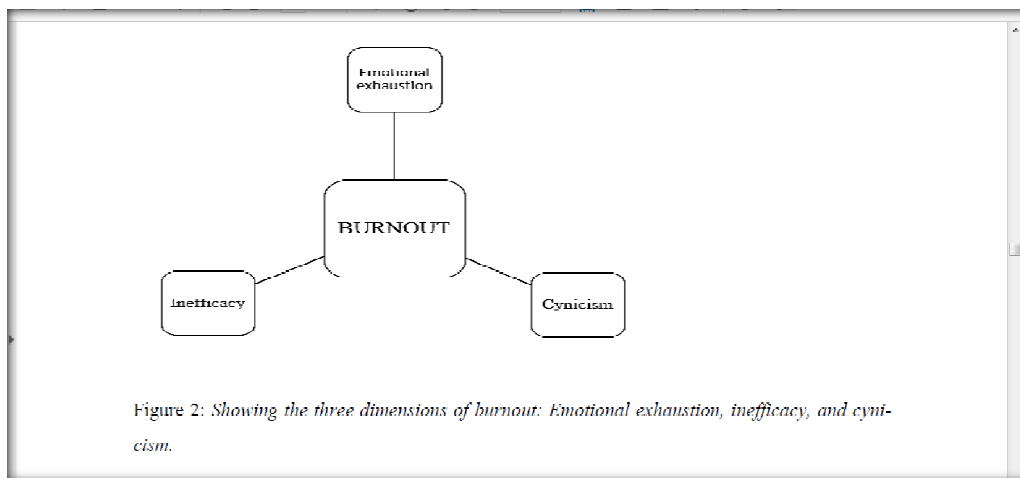 Emotional
exhaustion
BURNOUT
Inefficacy
Cynicism
Figure 2: Showing the three dimensions of burnout: Emotional exhaustion, inefficacy, and cyni-
cism.